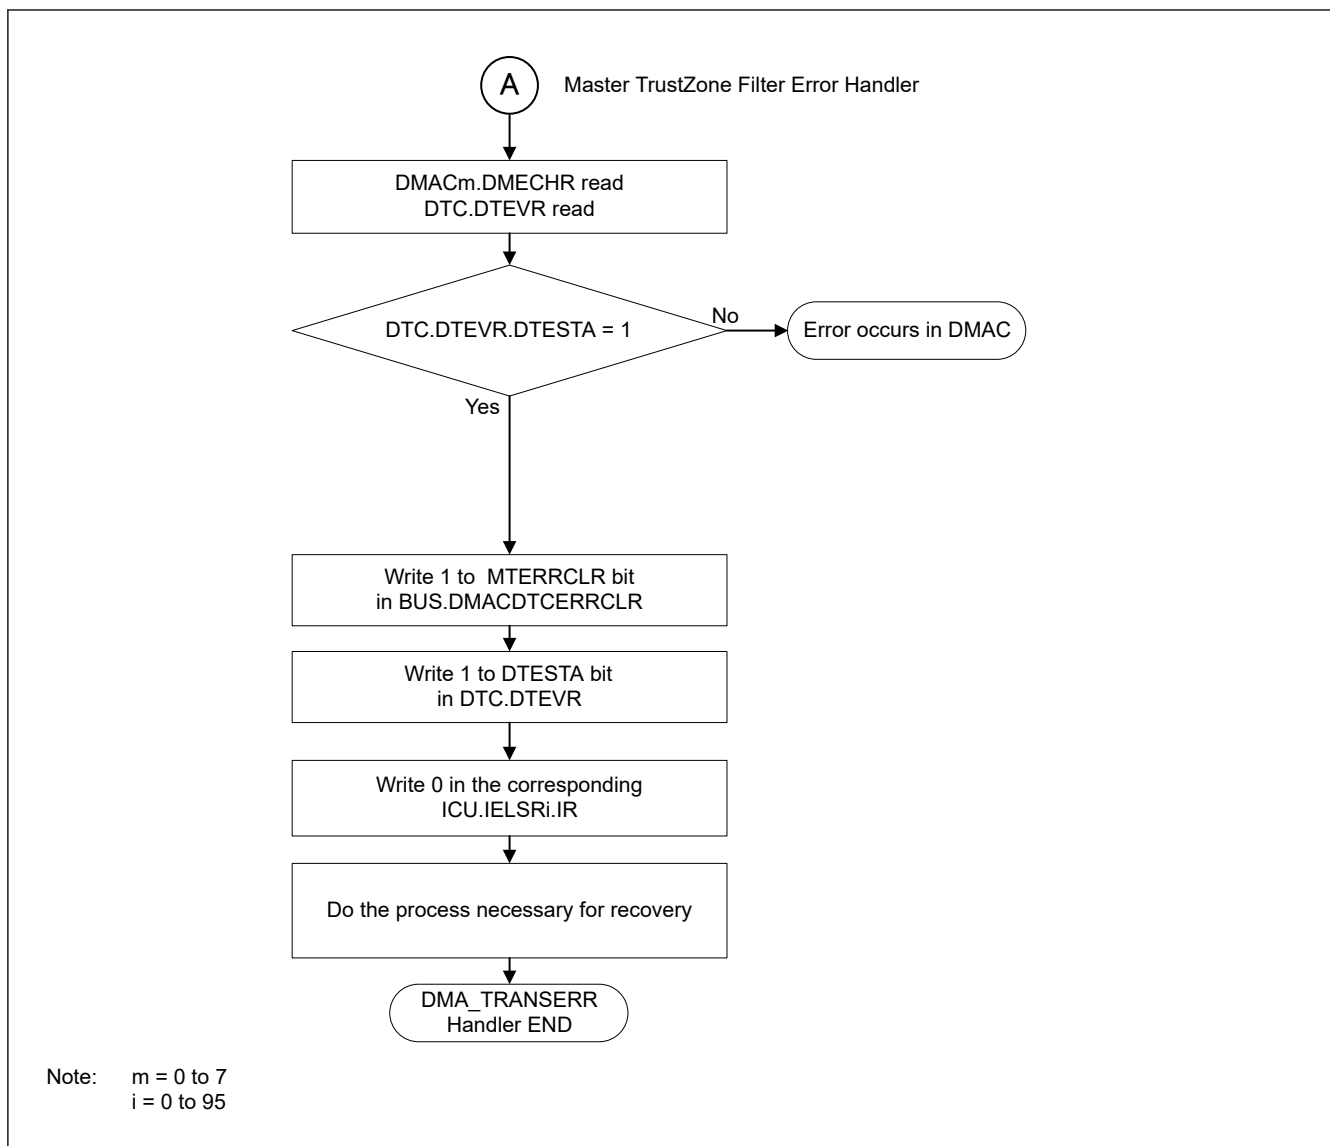 A
Master TrustZone Filter Error Handler
DMACm.DMECHR read
DTC.DTEVR read
DTC.DTEVR.DTESTA = 1
No
Error occurs in DMAC
Yes
Write 1 to MTERRCLR bit
in BUS.DMACDTCERRCLR
Write 1 to DTESTA bit
in DTC.DTEVR
Write 0 in the corresponding
ICU.IELSRi.IR
Do the process necessary for recovery
DMA_TRANSERR
Handler END
Note: m = 0 to 7
i = 0 to 95